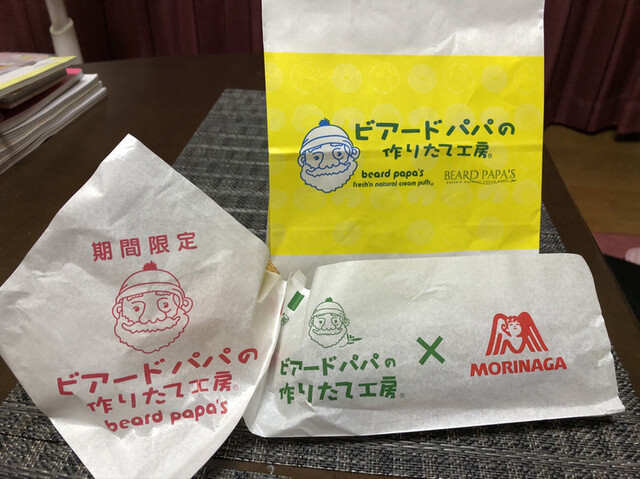 ビアードパパの
作りたて工房®
beard papa's
fresh'n natural cream puffs®
BEARD PAPA'S
期間限定
ビアードパパの
作りたて工房®
beard papa's
ビアードパパの
作りたて工房®
×
MORINAGA